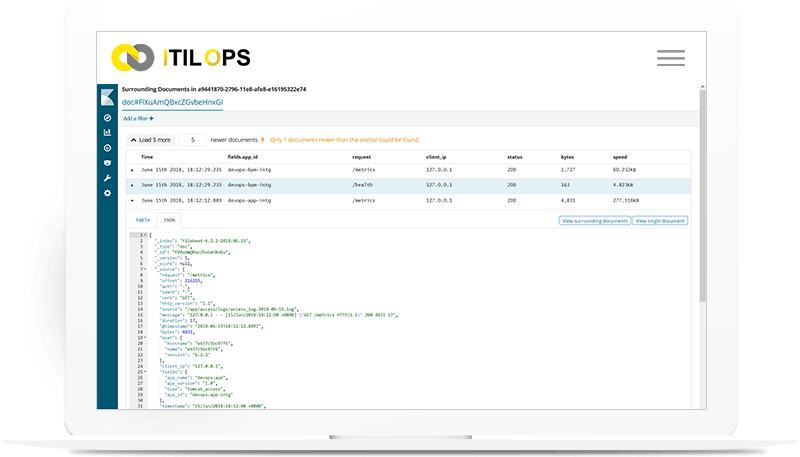 ITIL OPS
Surrounding Documents in a9441870-2796-11e8-afe8-e16195322e74
doc#FIXuAmQBxcZGvbeHnxGI
Add a filter +
Load 5 more 5 newer documents Only 1 documents newer than the anchor could be found.
Time fields.app_id request client_ip status bytes speed
June 15th 2018, 18:12:29.235 devops-bpm-intg /metrics 127.0.0.1 200 1,727 60.232KB
June 15th 2018, 18:12:29.235 devops-bpm-intg /health 127.0.0.1 200 163 4.823KB
June 15th 2018, 18:12:12.889 devops-app-intg /metrics 127.0.0.1 200 4,831 277.516KB
Table JSON View surrounding documents View single document
1 {
2 "_index": "filebeat-6.2.2-2018.06.15",
3 "_type": "doc",
4 "_id":
5 "_version": 1,
6 "_score": null,
7 "_source": {
8 "request": "/metrics",
9 "offset": 216255,
10 "auth": "-",
11 "ident": "-",
12 "verb": "GET",
13 "http_version": "1.1",
14 "source": "/app/access/logs/access_log.2018-06-15.log",
15 "message": "127.0.0.1 - - [15/Jun/2018:18:12:00 +0800] \"GET /metrics HTTP/1.1\" 200 4831 17",
16 "duration": 17,
17 "@timestamp": "2018-06-15T10:12:12.889Z",
18 "bytes": 4831,
19 "beat": {
20 "hostname":
21 "name":
22 "version": "6.2.2"
23 },
24 "client_ip": "127.0.0.1",
25 "fields": {
26 "app_name": "devops-app",
27 "app_version": "1.0",
28 "type": "tomcat_access",
29 "app_id": "devops-app-intg"
30 },
31 "timestamp": "15/Jun/2018:18:12:00 +0800",